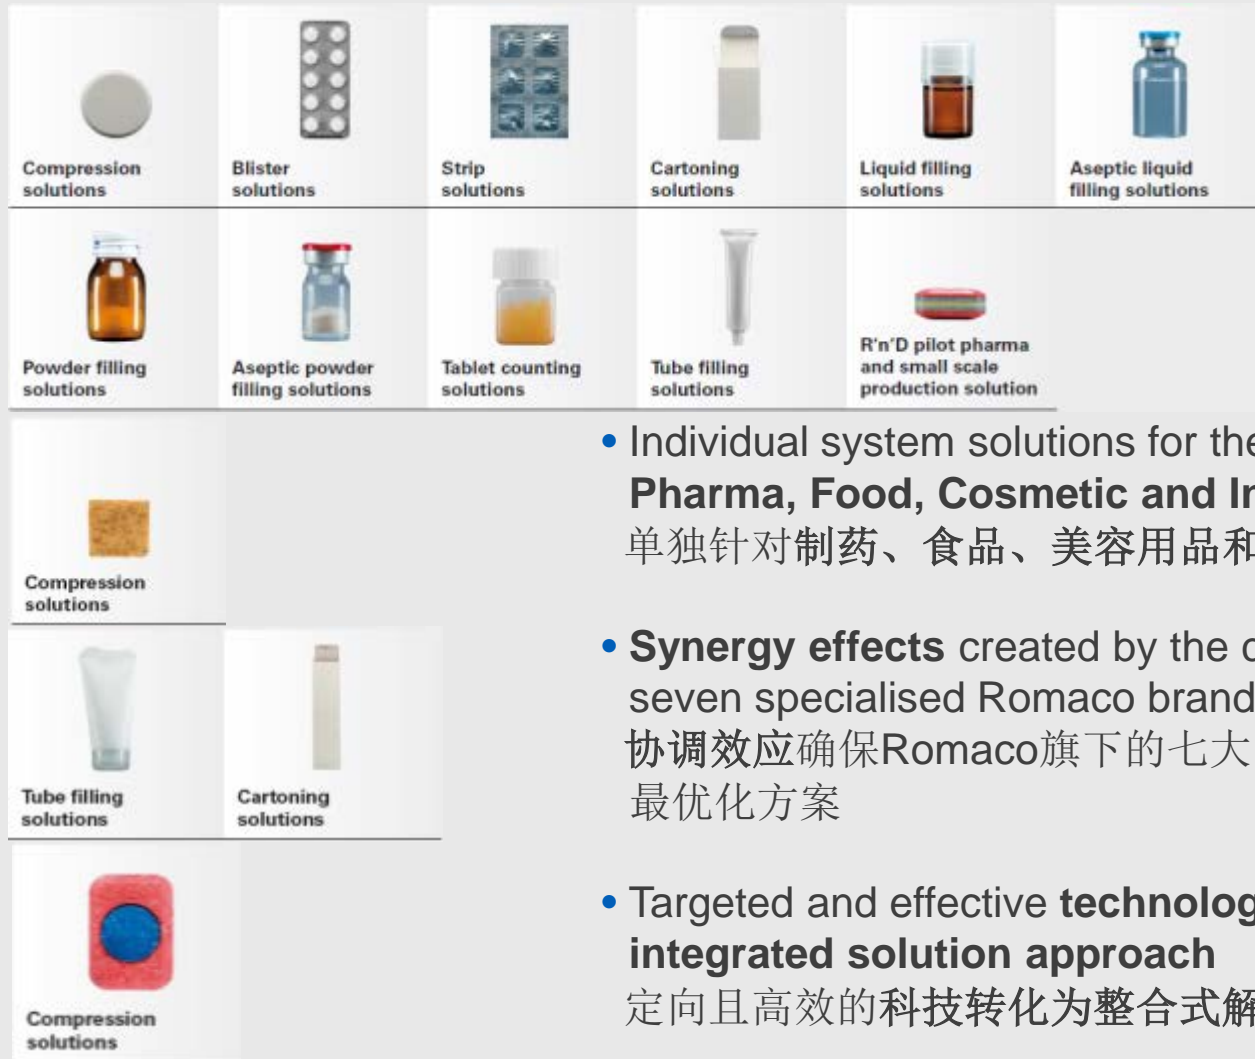 Compression
solutions
Blister
solutions
Strip
solutions
Cartoning
solutions
Liquid filling
solutions
Aseptic liquid
filling solutions
Powder filling
solutions
Aseptic powder
filling solutions
Tablet counting
solutions
Tube filling
solutions
R'n'D pilot pharma
and small scale
production solution
Compression
solutions
Tube filling
solutions
Cartoning
solutions
Compression
solutions
• Individual system solutions for the
Pharma, Food, Cosmetic and In
单独针对制药、食品、美容用品和
• Synergy effects created by the c
seven specialised Romaco brand
协调效应确保Romaco旗下的七大
最优化方案
• Targeted and effective technolog
integrated solution approach
定向且高效的科技转化为整合式解